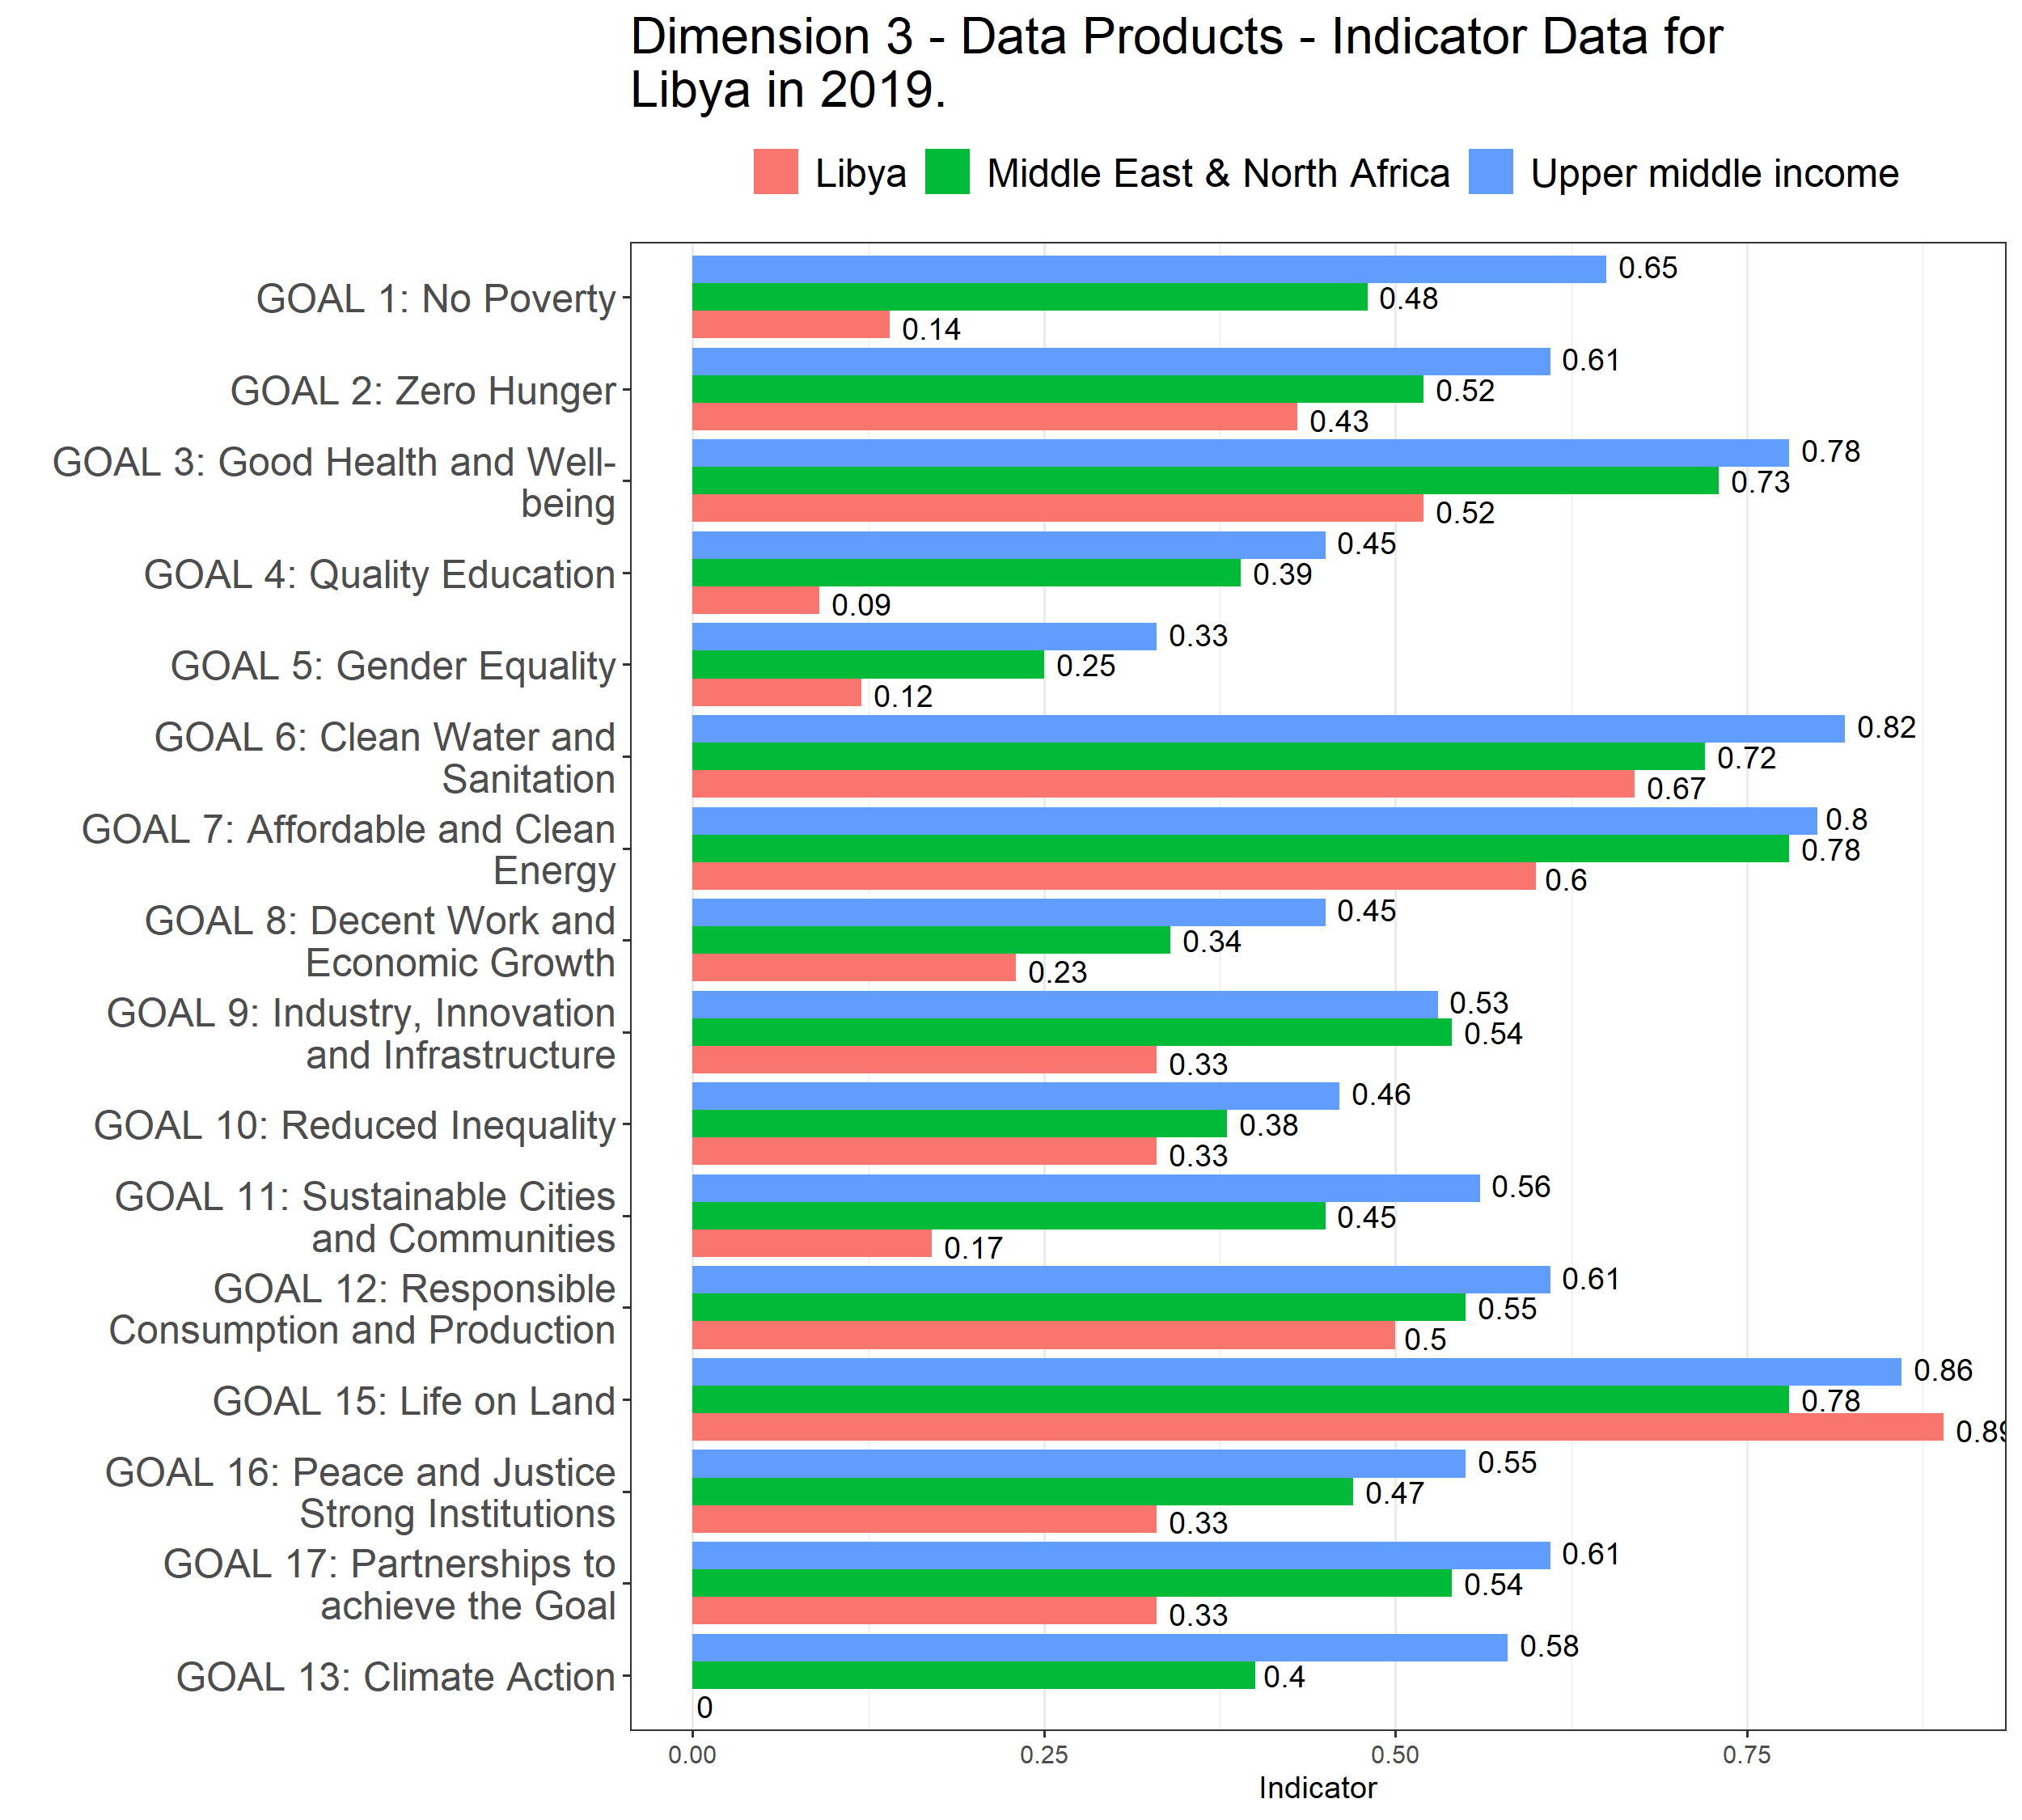 Dimension 3 - Data Products - Indicator Data for
Libya in 2019.
Libya
Middle East & North Africa
Upper middle income
GOAL 1: No Poverty
0.65
0.48
0.14
GOAL 2: Zero Hunger
0.61
0.52
0.43
GOAL 3: Good Health and Well-
being
0.78
0.73
0.52
GOAL 4: Quality Education
0.45
0.39
0.09
GOAL 5: Gender Equality
0.33
0.25
0.12
GOAL 6: Clean Water and
Sanitation
0.82
0.72
0.67
GOAL 7: Affordable and Clean
Energy
0.8
0.78
0.6
GOAL 8: Decent Work and
Economic Growth
0.45
0.34
0.23
GOAL 9: Industry, Innovation
and Infrastructure
0.53
0.54
0.33
GOAL 10: Reduced Inequality
0.46
0.38
0.33
GOAL 11: Sustainable Cities
and Communities
0.56
0.45
0.17
GOAL 12: Responsible
Consumption and Production
0.61
0.55
0.5
GOAL 15: Life on Land
0.86
0.78
0.89
GOAL 16: Peace and Justice
Strong Institutions
0.55
0.47
0.33
GOAL 17: Partnerships to
achieve the Goal
0.61
0.54
0.33
GOAL 13: Climate Action
0.58
0.4
0
0.00
0.25
0.50
0.75
Indicator